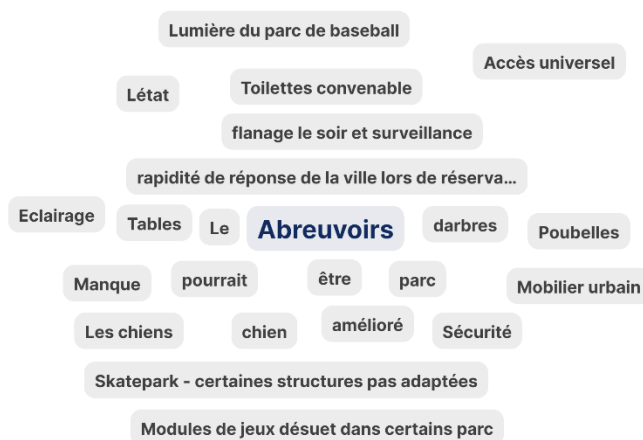 Lumière du parc de baseball
Accès universel
Létat
Toilettes convenable
flanage le soir et surveillance
rapidité de réponse de la ville lors de réserva...
Eclairage
Tables
Le
Abreuvoirs
darbres
Poubelles
Manque
pourrait
être
parc
Mobilier urbain
Les chiens
chien
amélioré
Sécurité
Skatepark - certaines structures pas adaptées
Modules de jeux désuet dans certains parc